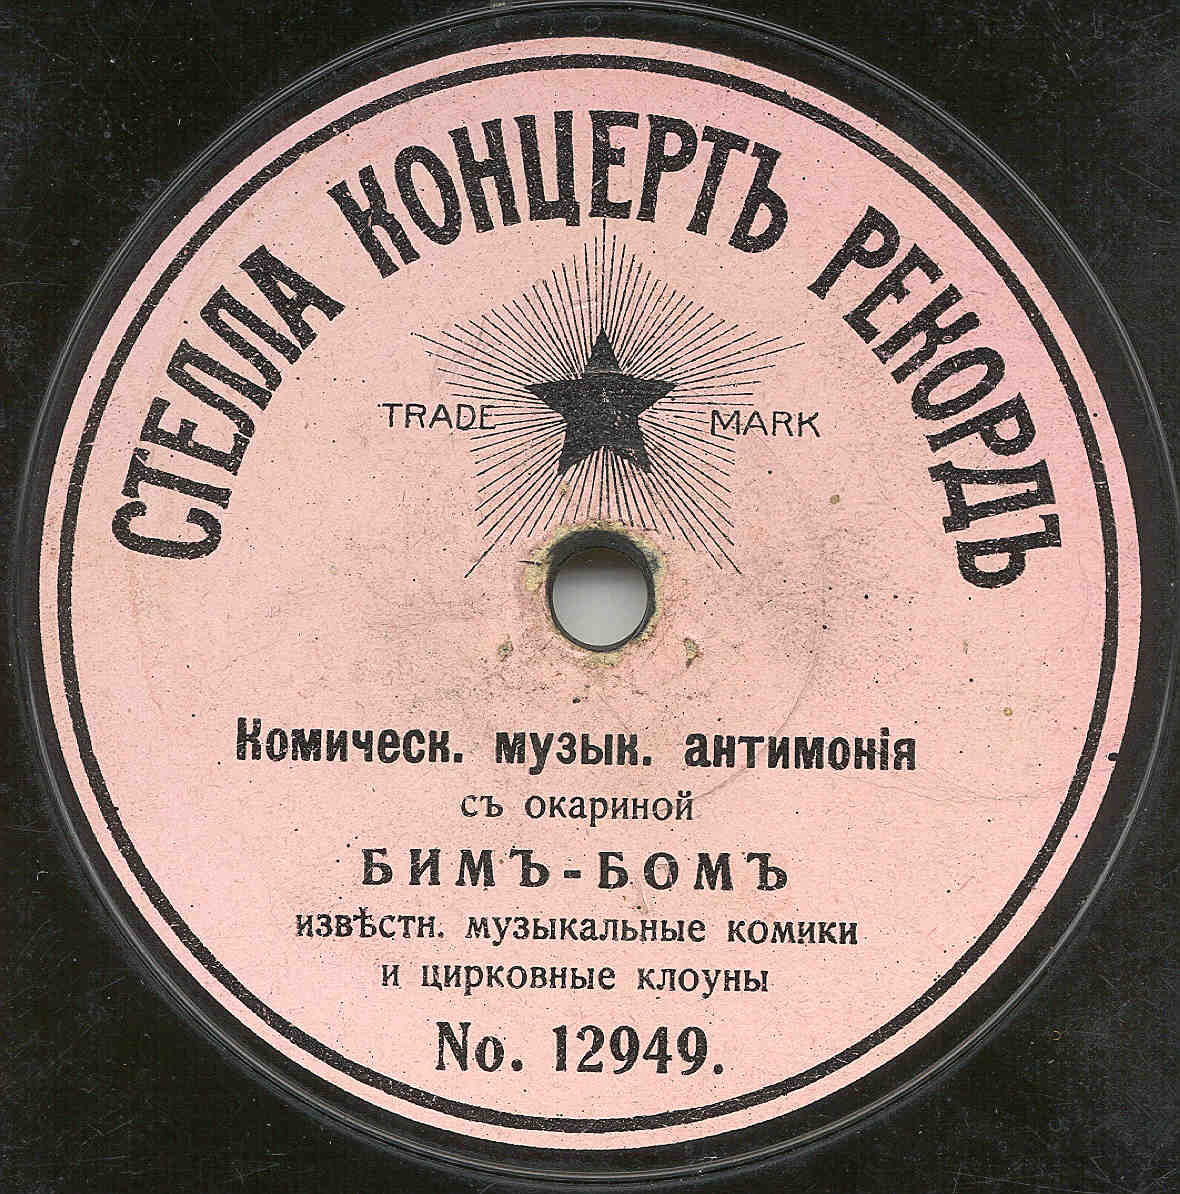 СТЕЛЛА КОНЦЕРТЪ РЕКОРДЪ
TRADE MARK
Комическ. музык. антимонія
съ окариной
БИМЪ-БОМЪ
извѣстн. музыкальные комики
и цирковные клоуны
No. 12949.